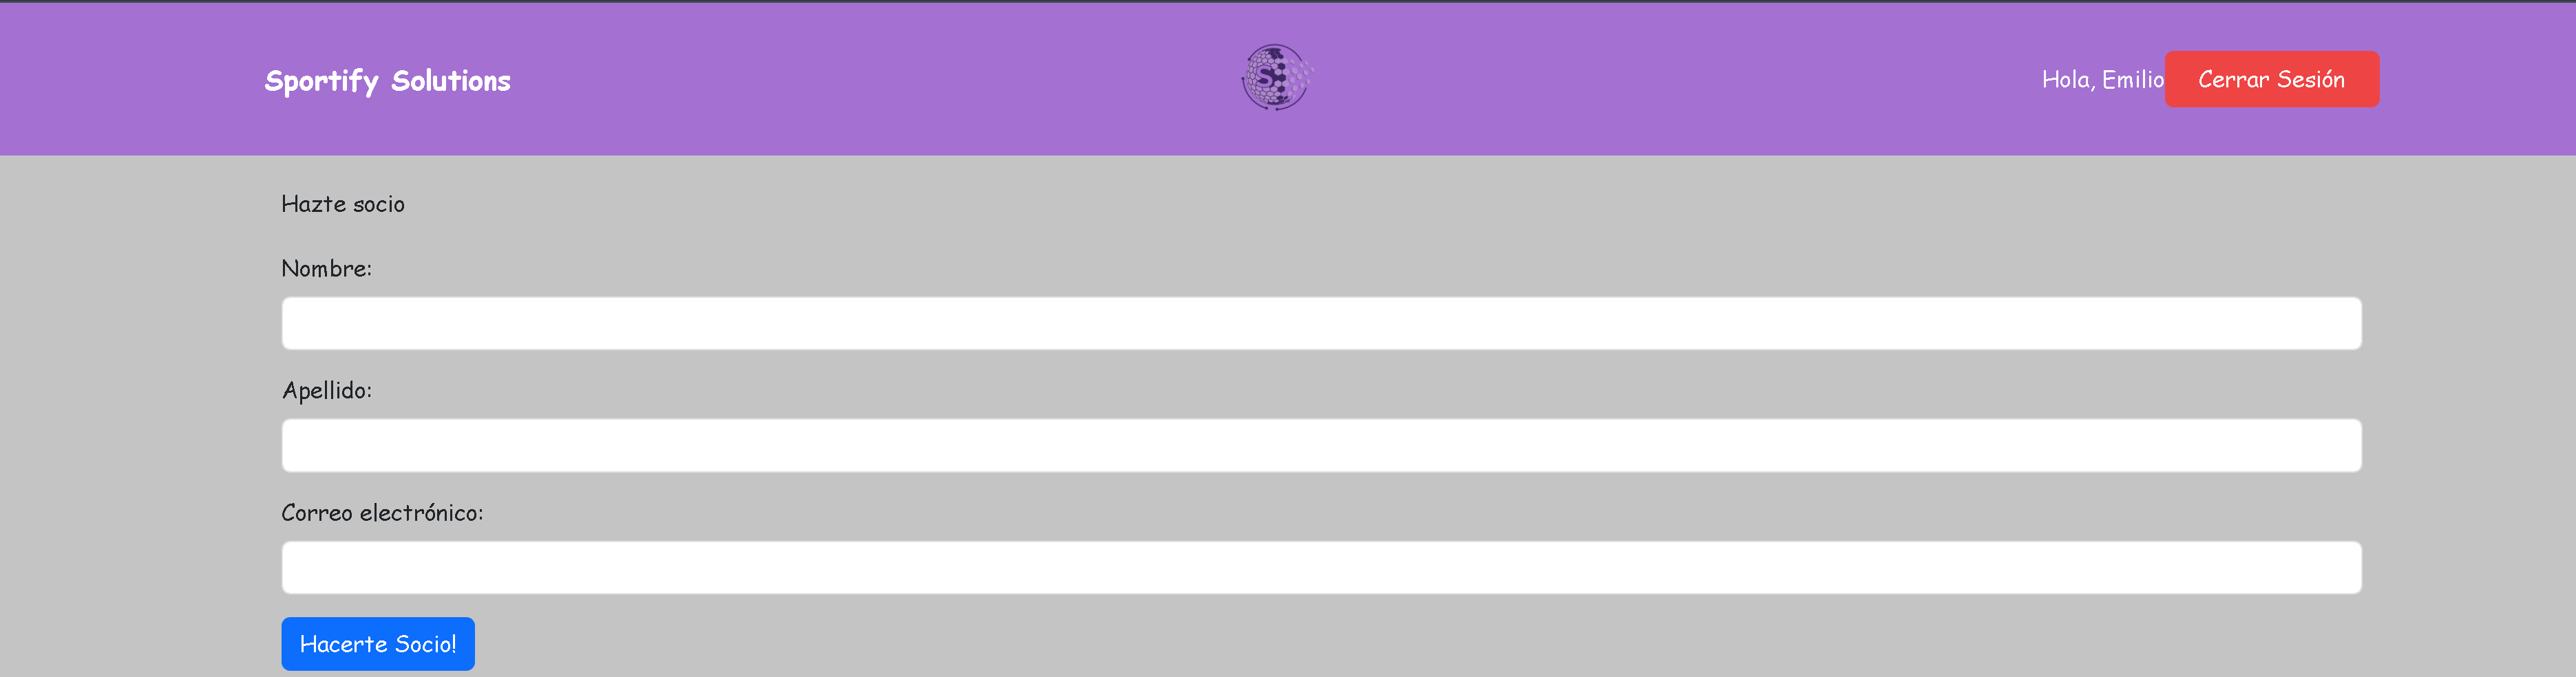 Sportify Solutions
S
Hola, Emilio
Cerrar Sesión
Hazte socio
Nombre:
Apellido:
Correo electrónico:
Hacerte Socio!